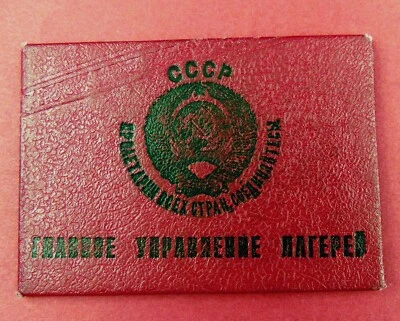 СССР
ПРОЛЕТАРИИ ВСЕХ СТРАН, СОЕДИНЯЙТЕСЬ
ГЛАВНОЕ УПРАВЛЕНИЕ ЛАГЕРЕЙ